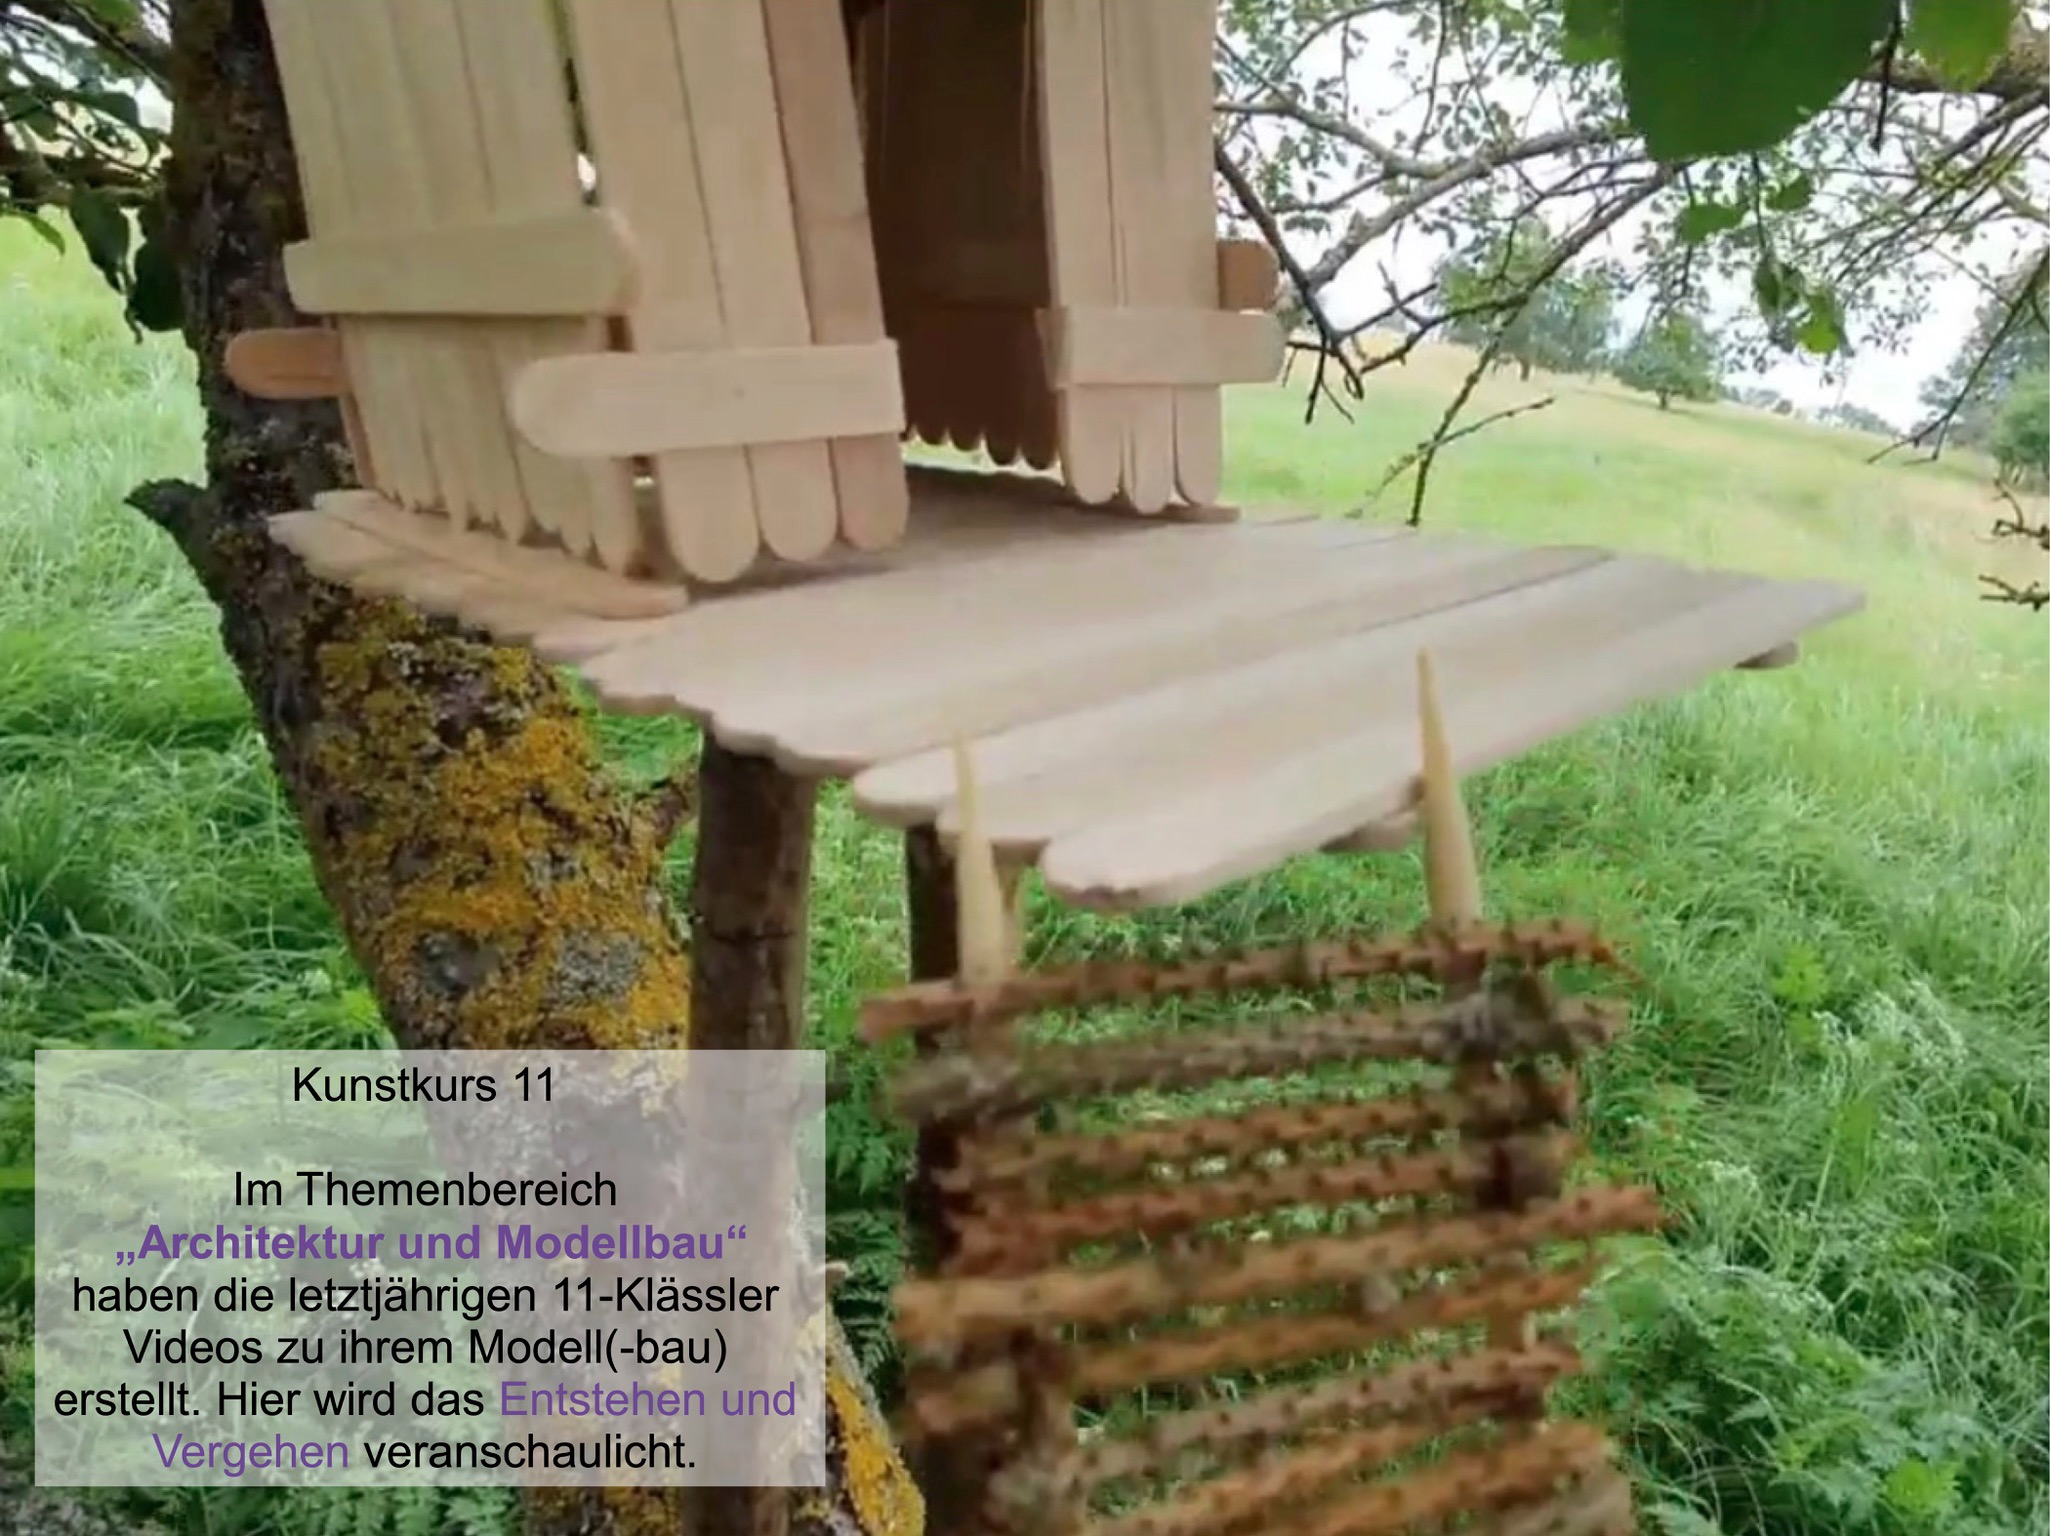 Kunstkurs 11
Im Themenbereich
„Architektur und Modellbau“
haben die letztjährigen 11-Klässler
Videos zu ihrem Modell(-bau)
erstellt. Hier wird das Entstehen und
Vergehen veranschaulicht.